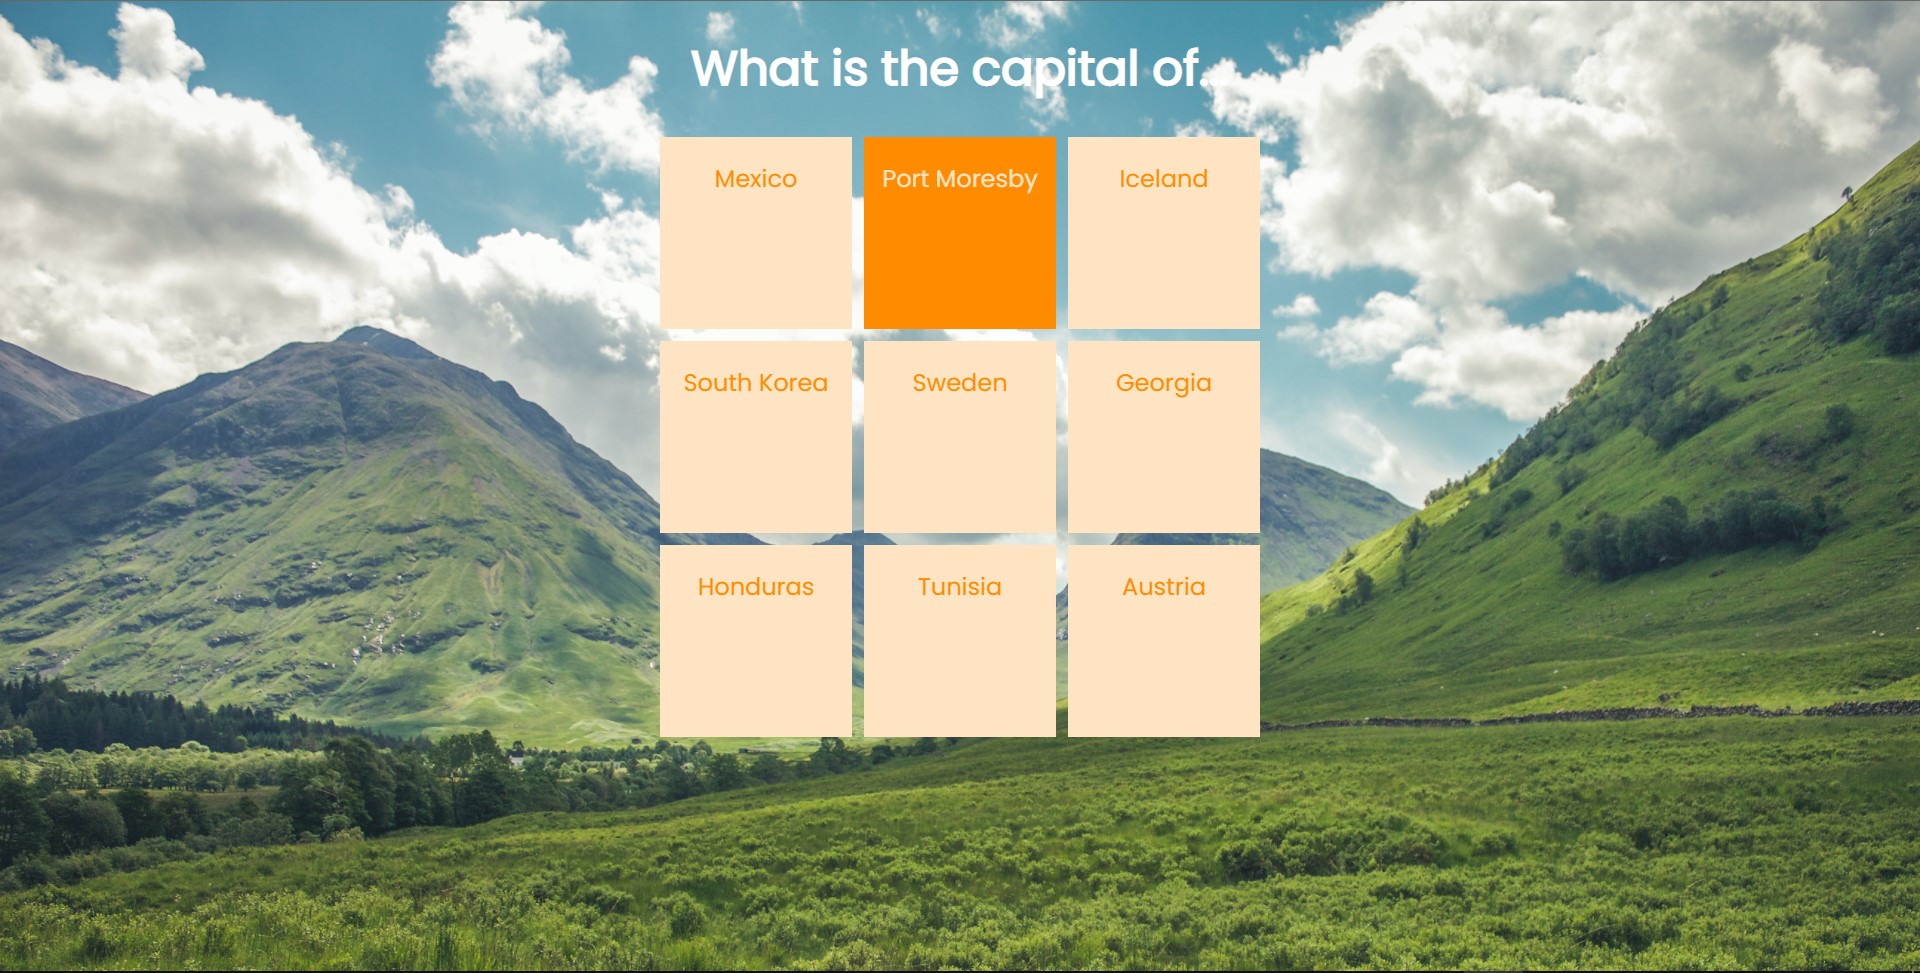 What is the capital of...
Mexico
Port Moresby
Iceland
South Korea
Sweden
Georgia
Honduras
Tunisia
Austria